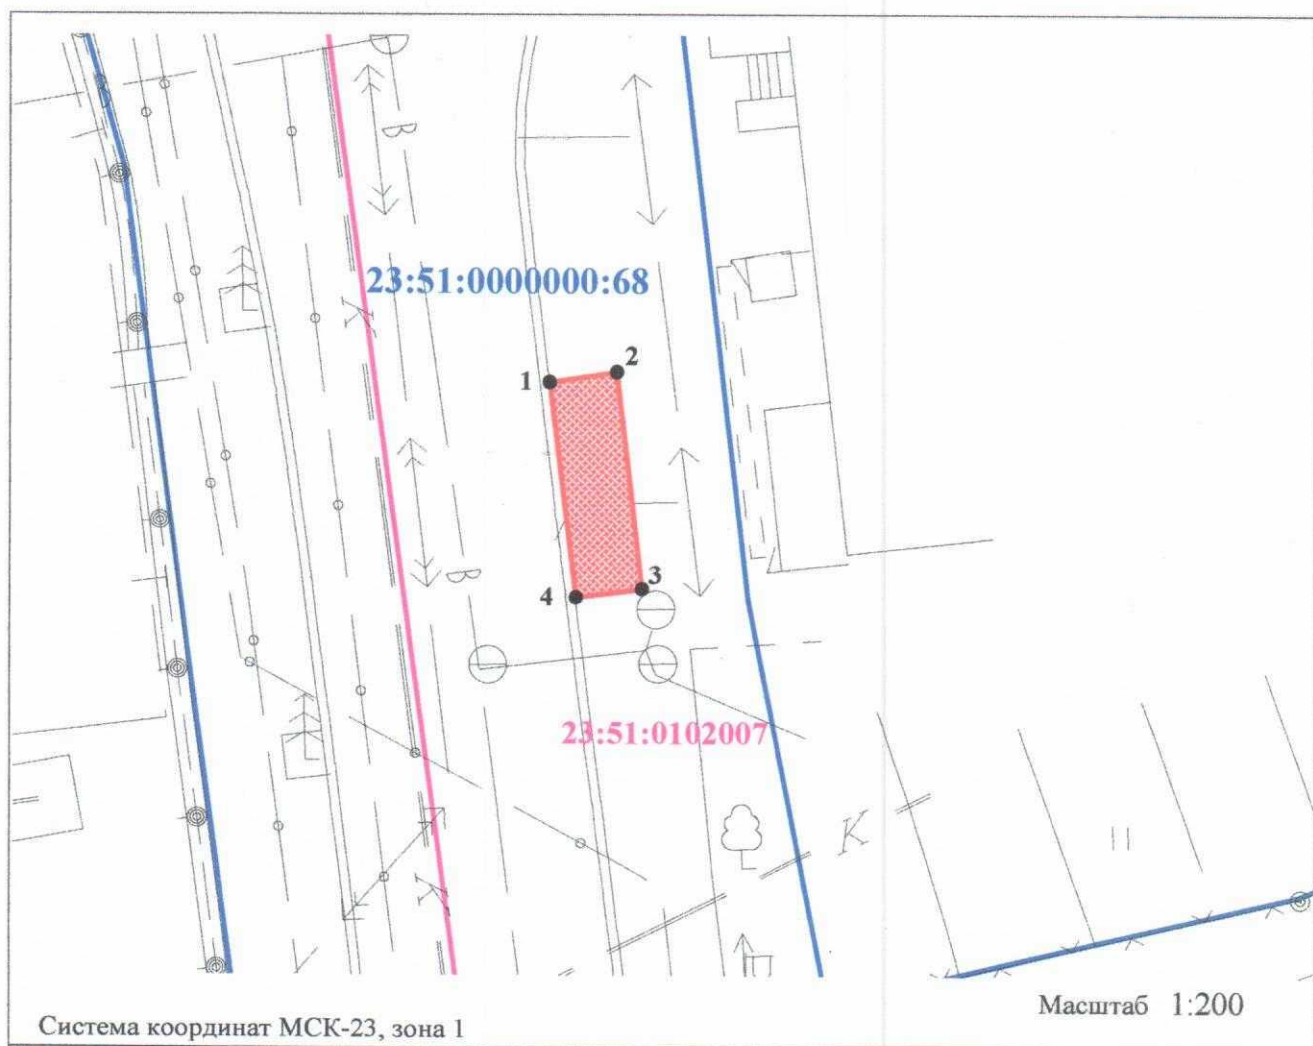 В
23:51:0000000:68
К
2
1
В
3
4
23:51:0102007
К
К
Система координат МСК-23, зона 1
Масштаб 1:200